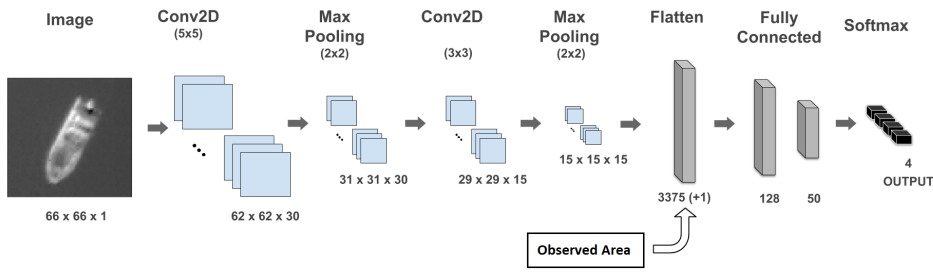 Image
Conv2D
(5x5)
Max
Pooling
(2x2)
Conv2D
(3x3)
Max
Pooling
(2x2)
Flatten
Fully
Connected
Softmax
66 x 66 x 1
62 x 62 x 30
31 x 31 x 30
29 x 29 x 15
15 x 15 x 15
3375 (+1)
128
50
4
OUTPUT
Observed Area